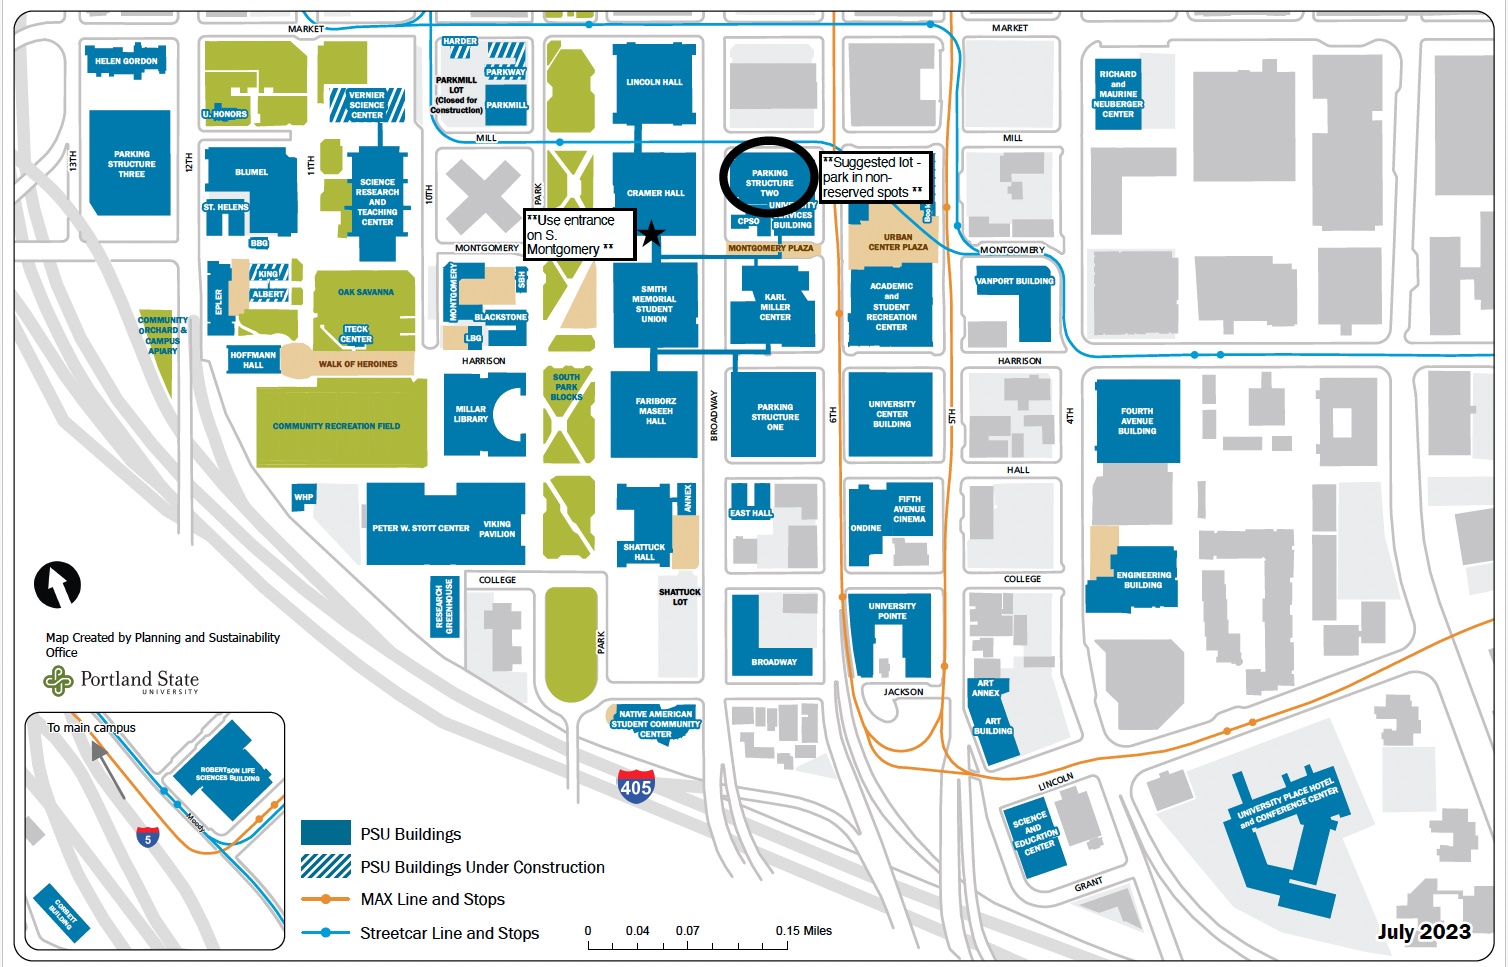 MARKET
MARKET
HELEN GORDON
HARDER
PARKWAY
PARKMILL
LOT
(Closed for
Construction)
PARKMILL
LINCOLN HALL
RICHARD
and
MAURINE
NEUBERGER
CENTER
U. HONORS
VERNIER
SCIENCE
CENTER
MILL
MILL
13TH
PARKING
STRUCTURE
THREE
12TH
BLUMEL
11TH
SCIENCE
RESEARCH
AND
TEACHING
CENTER
10TH
PARK
CRAMER HALL
PARKING
STRUCTURE
TWO
**Suggested lot -
park in non-
reserved spots **
ST. HELENS
BBG
**Use entrance
on S.
Montgomery **
CPSO
UNIVERSITY
SERVICES
BUILDING
Book
URBAN
CENTER PLAZA
MONTGOMERY
MONTGOMERY PLAZA
MONTGOMERY
EPLER
KING
ALBERT
OAK SAVANNA
MONTGOMERY
SBH
BLACKSTONE
LBG
SMITH
MEMORIAL
STUDENT
UNION
KARL
MILLER
CENTER
ACADEMIC
and
STUDENT
RECREATION
CENTER
VANPORT BUILDING
COMMUNITY
ORCHARD &
CAMPUS
APIARY
ITECK
CENTER
HOFFMANN
HALL
WALK OF HEROINES
HARRISON
HARRISON
COMMUNITY RECREATION FIELD
MILLAR
LIBRARY
SOUTH
PARK
BLOCKS
FARIBORZ
MASEEH
HALL
BROADWAY
PARKING
STRUCTURE
ONE
6TH
UNIVERSITY
CENTER
BUILDING
5TH
4TH
FOURTH
AVENUE
BUILDING
HALL
WHP
PETER W. STOTT CENTER
VIKING
PAVILION
SHATTUCK
HALL
ANNEX
EAST HALL
ONDINE
FIFTH
AVENUE
CINEMA
COLLEGE
COLLEGE
ENGINEERING
BUILDING
RESEARCH
GREENHOUSE
SHATTUCK
LOT
PARK
BROADWAY
UNIVERSITY
POINTE
JACKSON
ART
ANNEX
ART
BUILDING
NATIVE AMERICAN
STUDENT COMMUNITY
CENTER
405
LINCOLN
SCIENCE
AND
EDUCATION
CENTER
GRANT
UNIVERSITY PLACE HOTEL
and CONFERENCE CENTER
Map Created by Planning and Sustainability
Office
Portland State
UNIVERSITY
To main campus
ROBERTSON LIFE
SCIENCES BUILDING
Moody
5
CORBETT
BUILDING
PSU Buildings
PSU Buildings Under Construction
MAX Line and Stops
Streetcar Line and Stops
0 0.04 0.07 0.15 Miles
July 2023